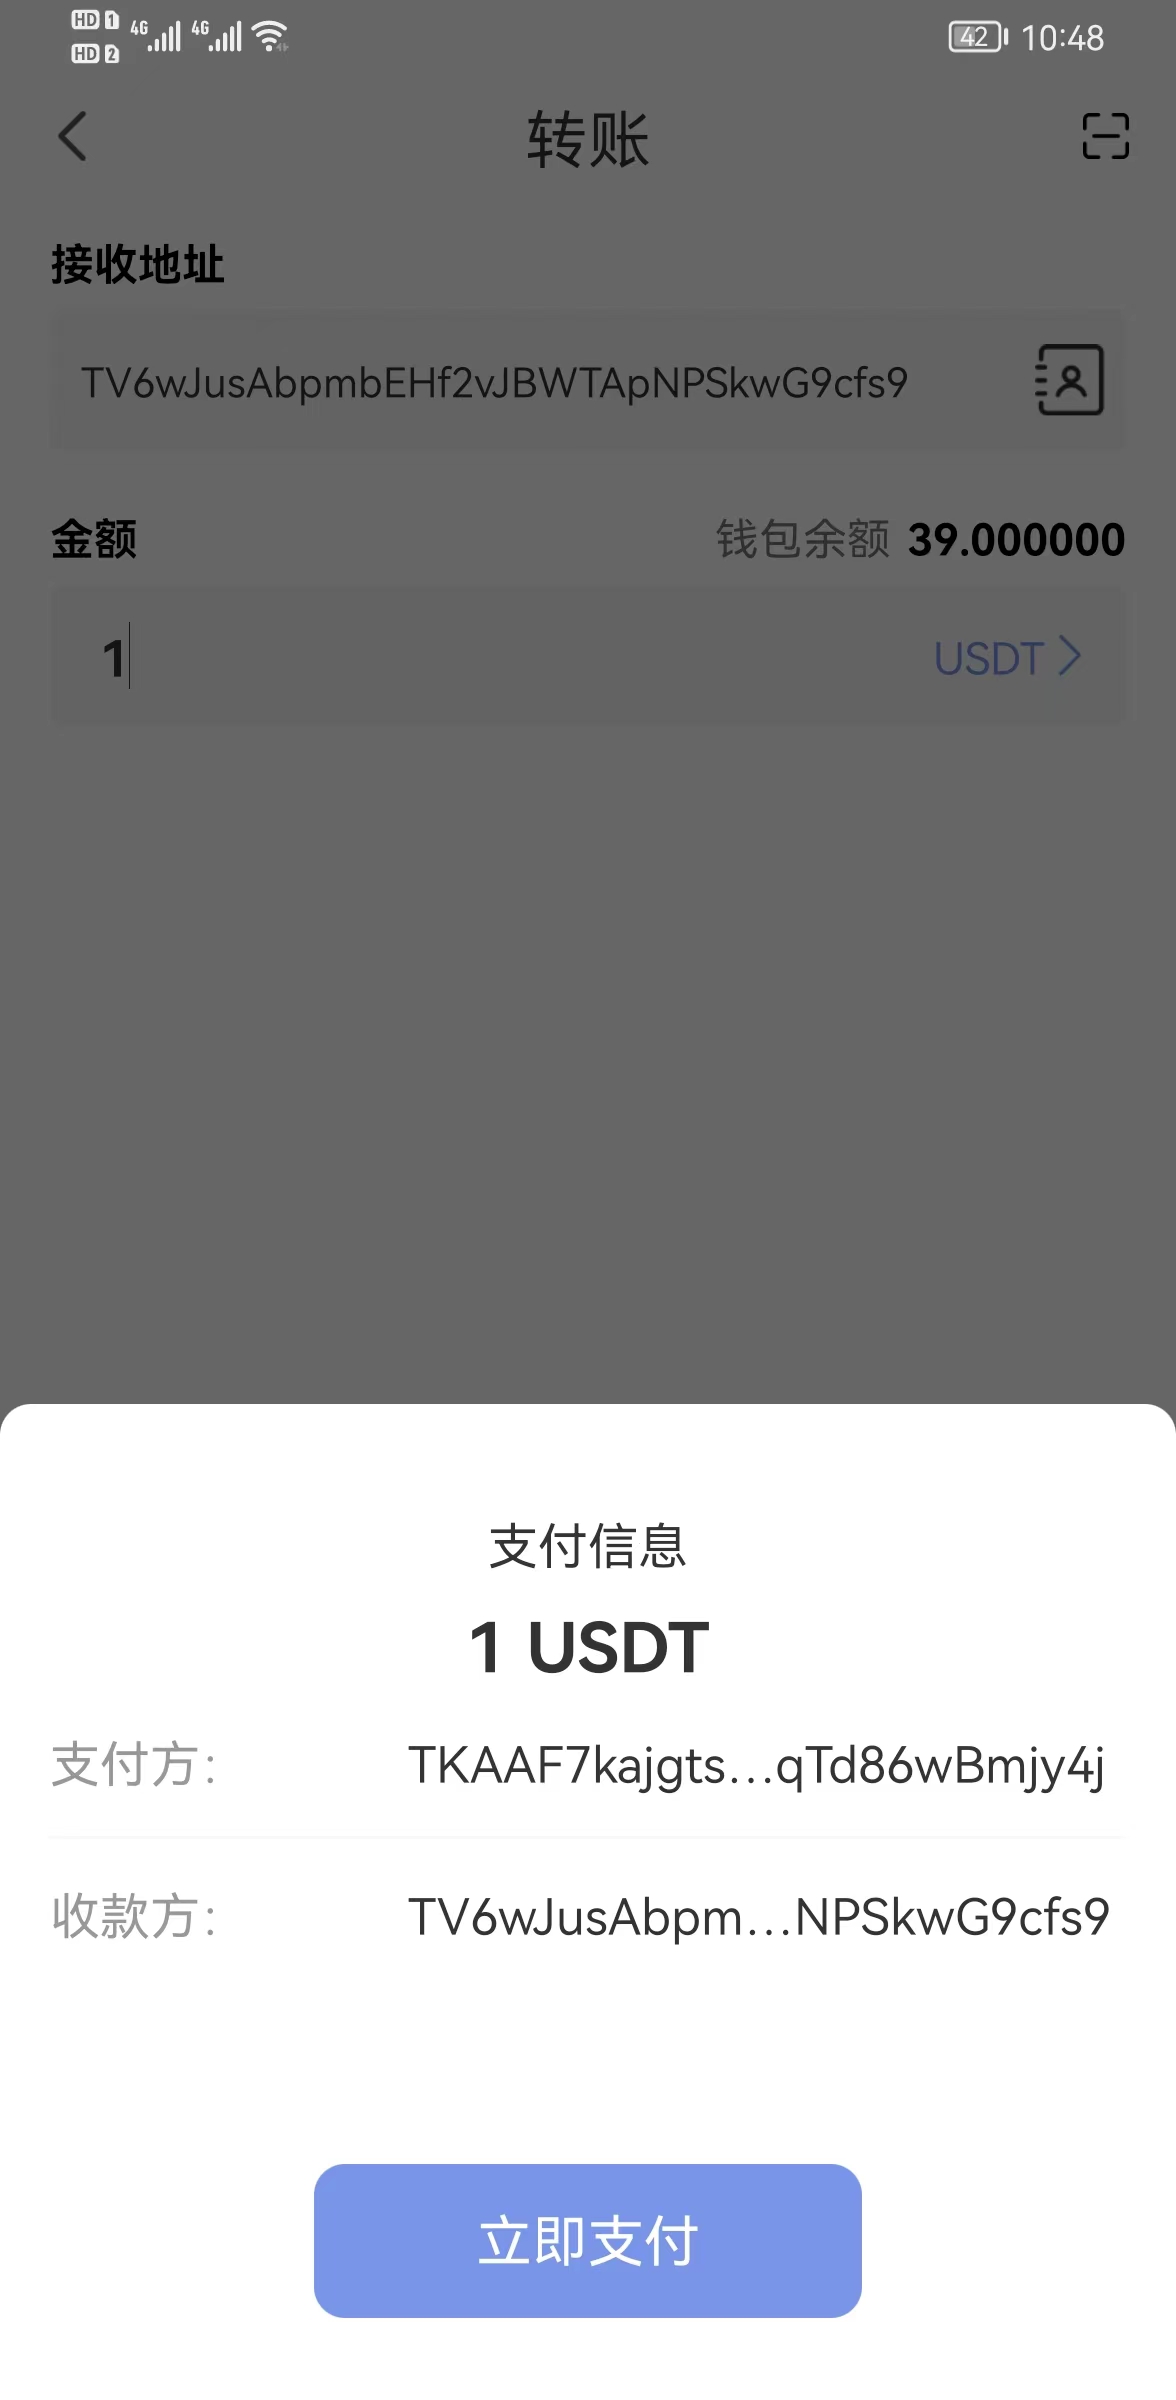 HD 1 4G 4G
HD 2
42 10:48
转账
接收地址
TV6wJusAbpmbEHf2vJBWTApNPSkwG9cfs9
金额 钱包余额 39.000000
1 USDT
支付信息
1 USDT
支付方: TKAAF7kajgts...qTd86wBmjy4j
收款方: TV6wJusAbpm...NPSkwG9cfs9
立即支付